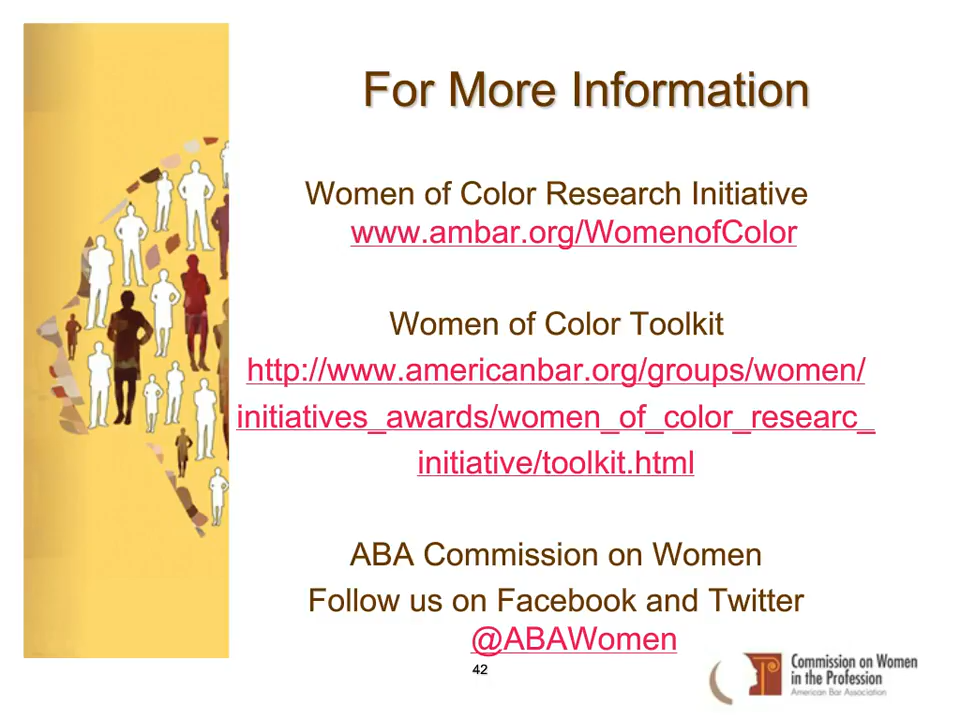 For More Information
Women of Color Research Initiative
www.ambar.org/WomenofColor
Women of Color Toolkit
http://www.americanbar.org/groups/women/
initiatives_awards/women_of_color_researc_
initiative/toolkit.html
ABA Commission on Women
Follow us on Facebook and Twitter
@ABAWomen
42
Commission on Women
in the Profession
American Bar Association